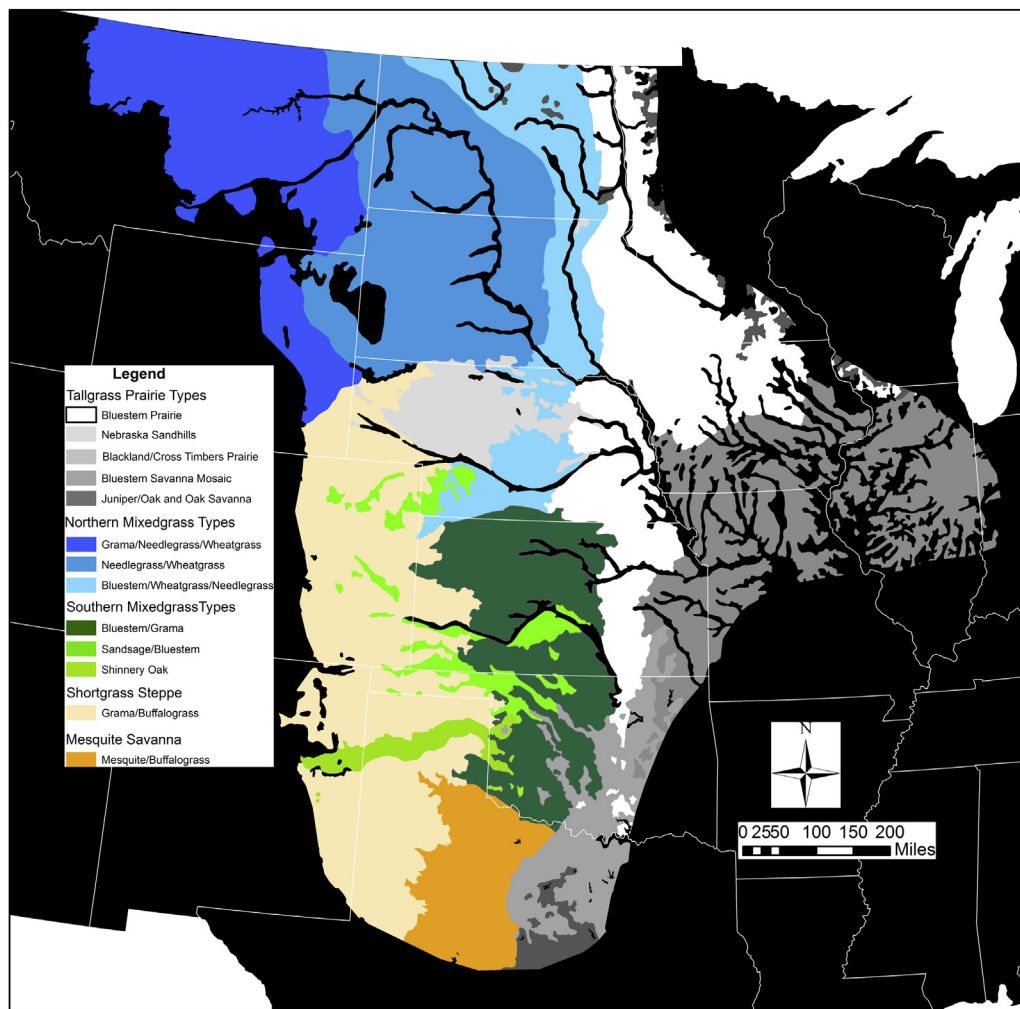 Legend
Tallgrass Prairie Types
Bluestem Prairie
Nebraska Sandhills
Blackland/Cross Timbers Prairie
Bluestem Savanna Mosaic
Juniper/Oak and Oak Savanna
Northern Mixedgrass Types
Grama/Needlegrass/Wheatgrass
Needlegrass/Wheatgrass
Bluestem/Wheatgrass/Needlegrass
Southern MixedgrassTypes
Bluestem/Grama
Sandsage/Bluestem
Shinnery Oak
Shortgrass Steppe
Grama/Buffalograss
Mesquite Savanna
Mesquite/Buffalograss
N
0 2550 100 150 200
Miles